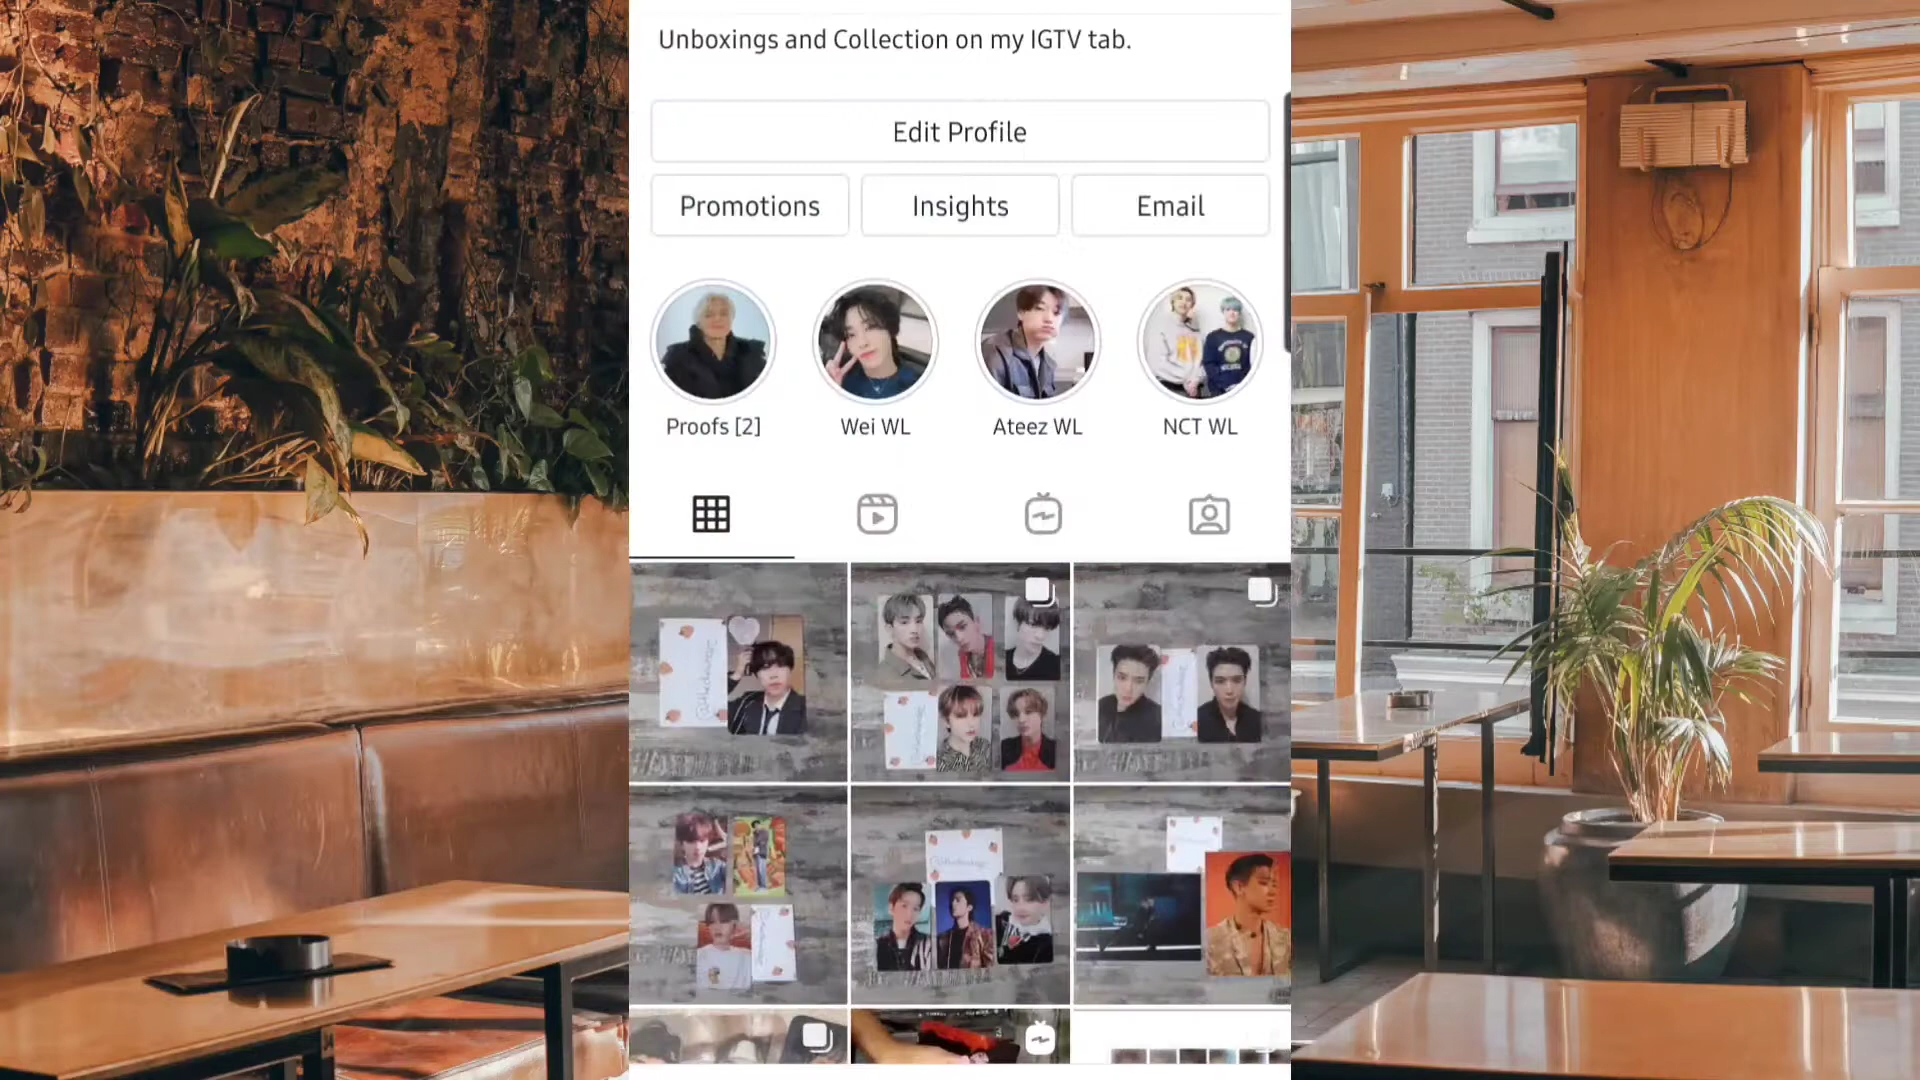 Unboxings and Collection on my IGTV tab.
Edit Profile
Promotions
Insights
Email
Proofs [2]
Wei WL
Ateez WL
NCT WL